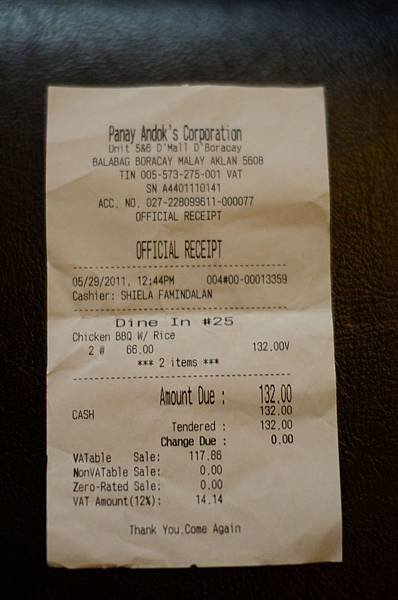 Panay Andok's Corporation
Unit 5&6 D'Mall D'Boracay
BALABAG BORACAY MALAY AKLAN 5608
TIN 005-573-275-001 VAT
SN A4401110141
ACC. NO. 027-228099511-000077
OFFICIAL RECEIPT
OFFICIAL RECEIPT
05/29/2011, 12:44PM 004#00-00013359
Cashier: SHIELA FAMINDALAN
Dine In #25
Chicken BBQ W/ Rice
2 @ 66.00 132.00V
*** 2 items ***
Amount Due : 132.00
CASH 132.00
Tendered : 132.00
Change Due : 0.00
VATable Sale: 117.86
NonVATable Sale: 0.00
Zero-Rated Sale: 0.00
VAT Amount(12%): 14.14
Thank You,Come Again